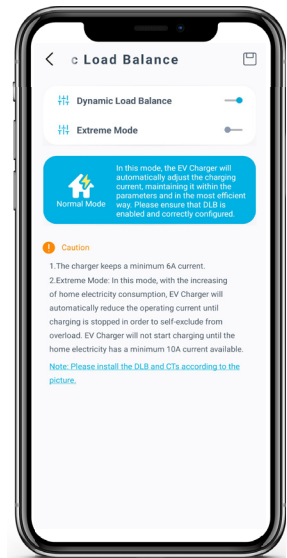 c Load Balance
Dynamic Load Balance
Extreme Mode
In this mode, the EV Charger will
automatically adjust the charging
current, maintaining it within the
parameters and in the most efficient
way. Please ensure that DLB is
enabled and correctly configured.
Normal Mode
Caution
1.The charger keeps a minimum 6A current.
2.Extreme Mode: In this mode, with the increasing
of home electricity consumption, EV Charger will
automatically reduce the operating current until
charging is stopped in order to self-exclude from
overload. EV Charger will not start charging until the
home electricity has a minimum 10A current available.
Note: Please install the DLB and CTs according to the
picture.